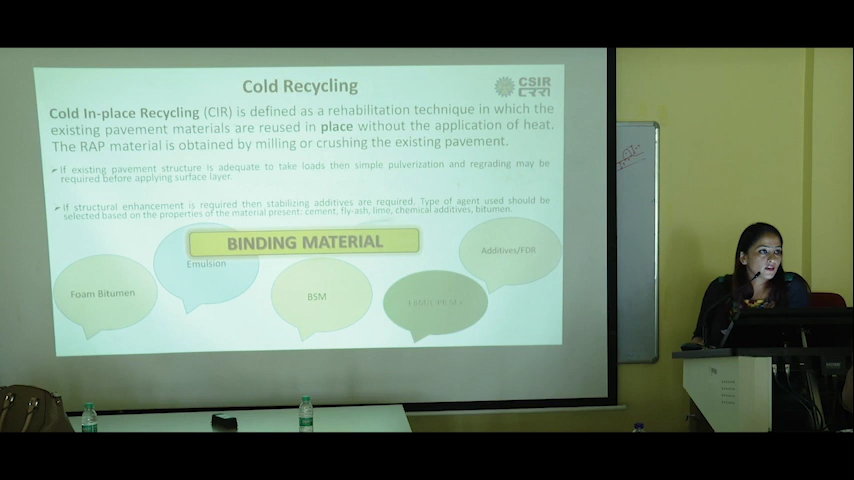 Cold Recycling
CSIR
Cold In-place Recycling (CIR) is defined as a rehabilitation technique in which the
existing pavement materials are reused in place without the application of heat.
The RAP material is obtained by milling or crushing the existing pavement.
➢If existing pavement structure is adequate to take loads then simple pulverization and regrading may be
required before applying surface layer.
➢If structural enhancement is required then stabilizing additives are required. Type of agent used should be
selected based on the properties of the material present: cement, fly-ash, lime, chemical additives, bitumen.
BINDING MATERIAL
Additives/FDR
Emulsion
Foam Bitumen
BSM